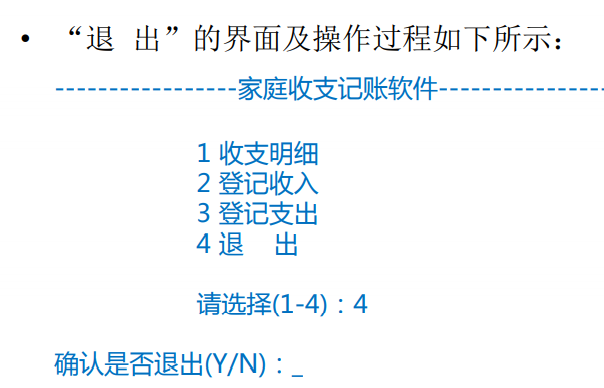 • “退 出”的界面及操作过程如下所示：
-----------------家庭收支记账软件----------------
1 收支明细
2 登记收入
3 登记支出
4 退 出
请选择(1-4)：4
确认是否退出(Y/N)：_